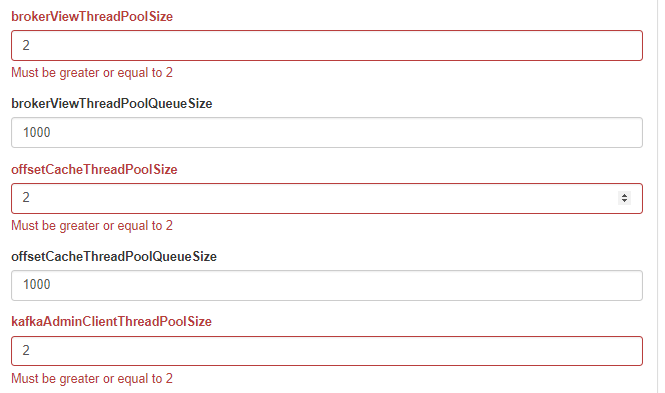 brokerViewThreadPoolSize
2
Must be greater or equal to 2
brokerViewThreadPoolQueueSize
1000
offsetCacheThreadPoolSize
2
Must be greater or equal to 2
offsetCacheThreadPoolQueueSize
1000
kafkaAdminClientThreadPoolSize
2
Must be greater or equal to 2